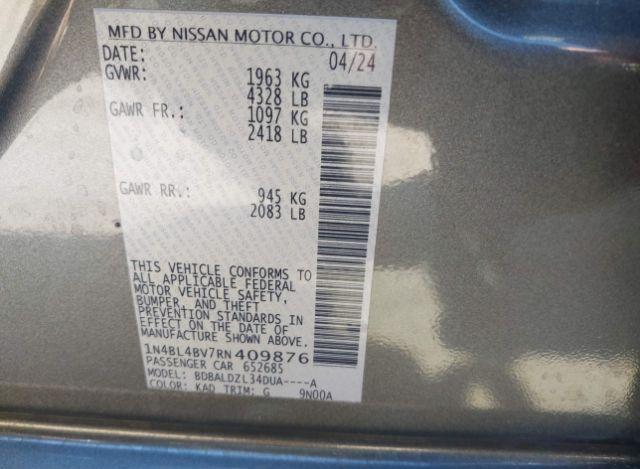 MFD BY NISSAN MOTOR CO., LTD.
DATE: 04/24
GVWR: 1963 KG
4328 LB
GAWR FR.: 1097 KG
2418 LB
GAWR RR.: 945 KG
2083 LB
THIS VEHICLE CONFORMS TO
ALL APPLICABLE FEDERAL
MOTOR VEHICLE SAFETY,
BUMPER, AND THEFT
PREVENTION STANDARDS IN
EFFECT ON THE DATE OF
MANUFACTURE SHOWN ABOVE.
1N4BL4BV7RN409876
PASSENGER CAR 652685
MODEL: BDBALDZL34DUA----A
COLOR: KAD TRIM: G 9N00A